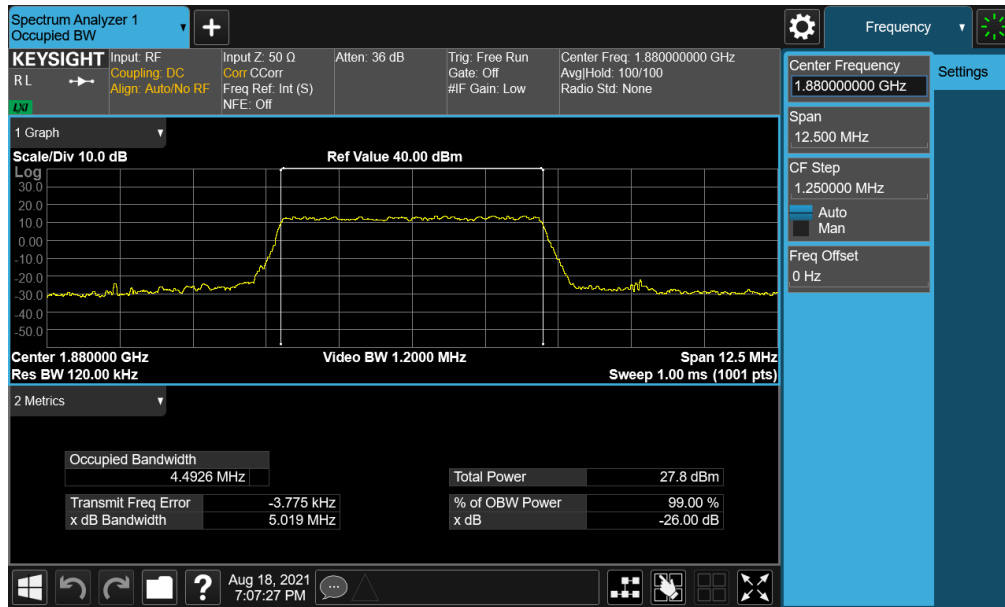 Spectrum Analyzer 1
Occupied BW
Frequency
KEYSIGHT
R L
LXI
Input: RF
Coupling: DC
Align: Auto/No RF
Input Z: 50 Ω
Corr CCorr
Freq Ref: Int (S)
NFE: Off
Atten: 36 dB
Trig: Free Run
Gate: Off
#IF Gain: Low
Center Freq: 1.880000000 GHz
Avg|Hold: 100/100
Radio Std: None
Center Frequency
1.880000000 GHz
Settings
Span
12.500 MHz
CF Step
1.250000 MHz
Auto
Man
Freq Offset
0 Hz
1 Graph
Scale/Div 10.0 dB
Ref Value 40.00 dBm
Log
30.0
20.0
10.0
0.00
-10.0
-20.0
-30.0
-40.0
-50.0
Center 1.880000 GHz
Video BW 1.2000 MHz
Span 12.5 MHz
Res BW 120.00 kHz
Sweep 1.00 ms (1001 pts)
2 Metrics
Occupied Bandwidth
4.4926 MHz
Total Power 27.8 dBm
Transmit Freq Error -3.775 kHz
% of OBW Power 99.00 %
x dB Bandwidth 5.019 MHz
x dB -26.00 dB
Aug 18, 2021
7:07:27 PM